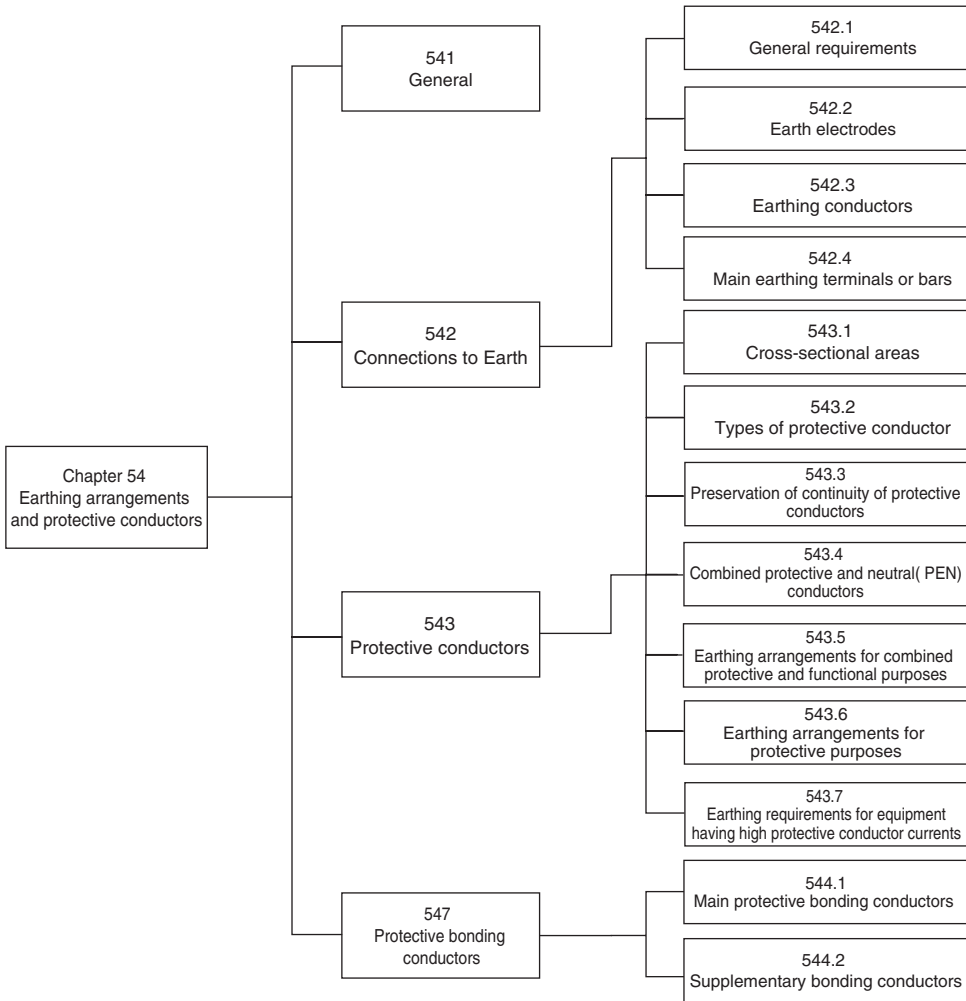 Chapter 54
Earthing arrangements
and protective conductors
541
General
542
Connections to Earth
542.1
General requirements
542.2
Earth electrodes
542.3
Earthing conductors
542.4
Main earthing terminals or bars
543
Protective conductors
543.1
Cross-sectional areas
543.2
Types of protective conductor
543.3
Preservation of continuity of protective
conductors
543.4
Combined protective and neutral( PEN)
conductors
543.5
Earthing arrangements for combined
protective and functional purposes
543.6
Earthing arrangements for
protective purposes
543.7
Earthing requirements for equipment
having high protective conductor currents
547
Protective bonding
conductors
544.1
Main protective bonding conductors
544.2
Supplementary bonding conductors